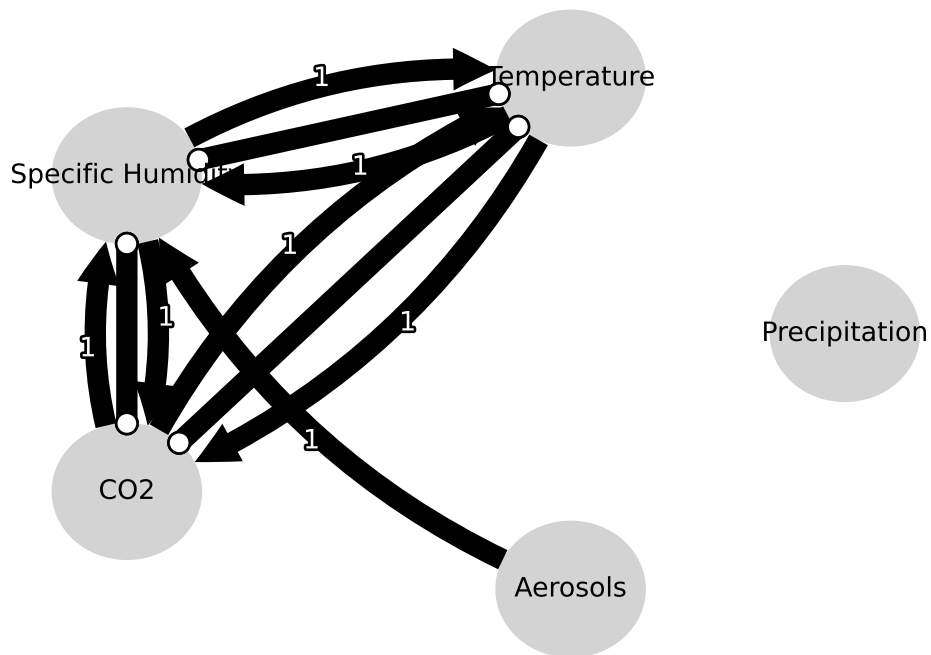 Temperature
1
Specific Humidity
1
1
1
1
Precipitation
1
1
CO2
Aerosols